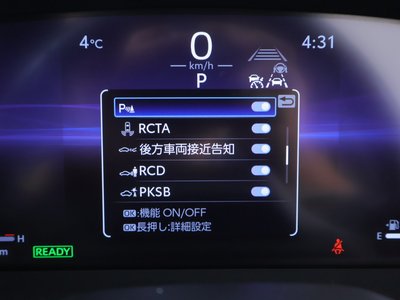 4℃
0
4:31
km/h
P
P
RCTA
後方車両接近告知
RCD
PKSB
OK:機能 ON/OFF
OK長押し:詳細設定
H
READY
E